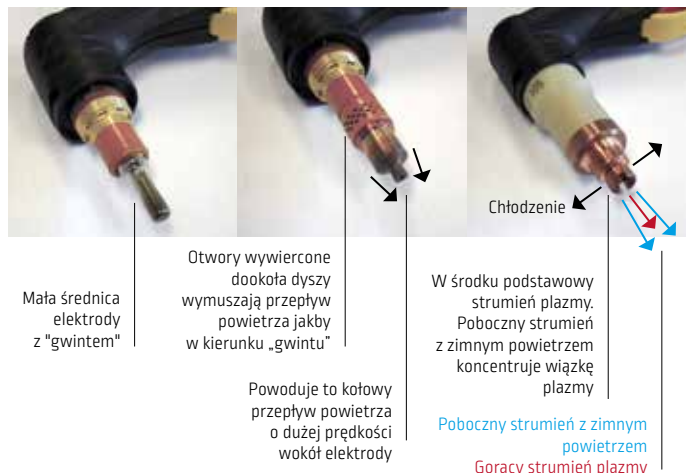 Chłodzenie
Mała średnica
elektrody
z "gwintem"
Otwory wywiercone
dookoła dyszy
wymuszają przepływ
powietrza jakby
w kierunku „gwintu”
Powoduje to kołowy
przepływ powietrza
o dużej prędkości
wokół elektrody
W środku podstawowy
strumień plazmy.
Poboczny strumień
z zimnym powietrzem
koncentruje wiązkę
plazmy
Poboczny strumień z zimnym
powietrzem
Gorący strumień plazmy